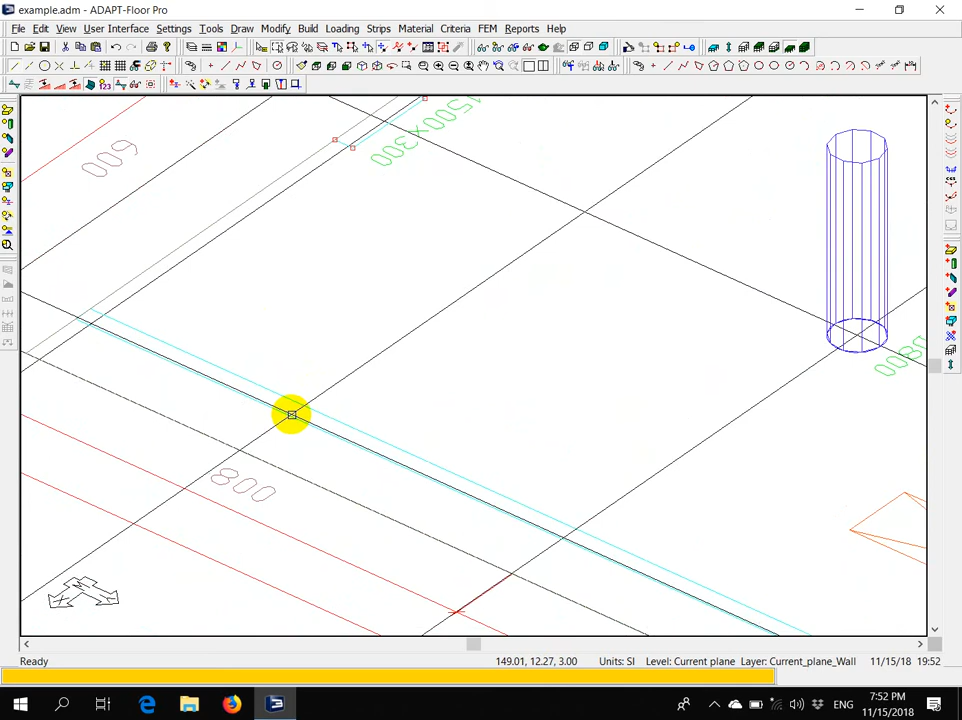 example.adm - ADAPT-Floor Pro
File Edit View User Interface Settings Tools Draw Modify Build Loading Strips Material Criteria FEM Reports Help
600
1500x300
1800
800
Ready
149.01, 12.27, 3.00 Units: SI Level: Current plane Layer: Current_plane_Wall 11/15/18 19:52
ENG
7:52 PM
11/15/2018